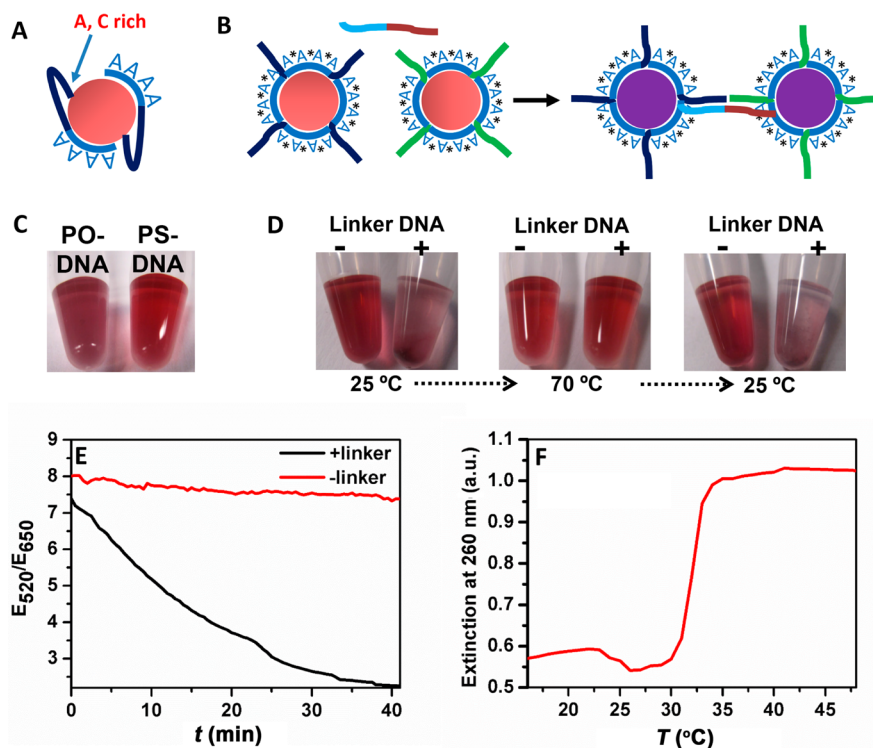 A
A, C rich
A A A A
A A A A A
B
A*A*A*A*A*A*A*A*A*A*A*A*
A*A*A*A*A*A*A*A*A*A*A*A*
A*A*A*A*A*A*A*A*A*A*A*A*
A*A*A*A*A*A*A*A*A*A*A*A*
C
PO-
DNA
PS-
DNA
D
Linker DNA
- +
Linker DNA
- +
Linker DNA
- +
25 ºC
70 ºC
25 ºC
E
+linker
-linker
9
8
7
6
5
4
3
E520/E650
0 10 20 30 40
t (min)
F
1.1
1.0
0.9
0.8
0.7
0.6
0.5
Extinction at 260 nm (a.u.)
20 25 30 35 40 45
T (ºC)